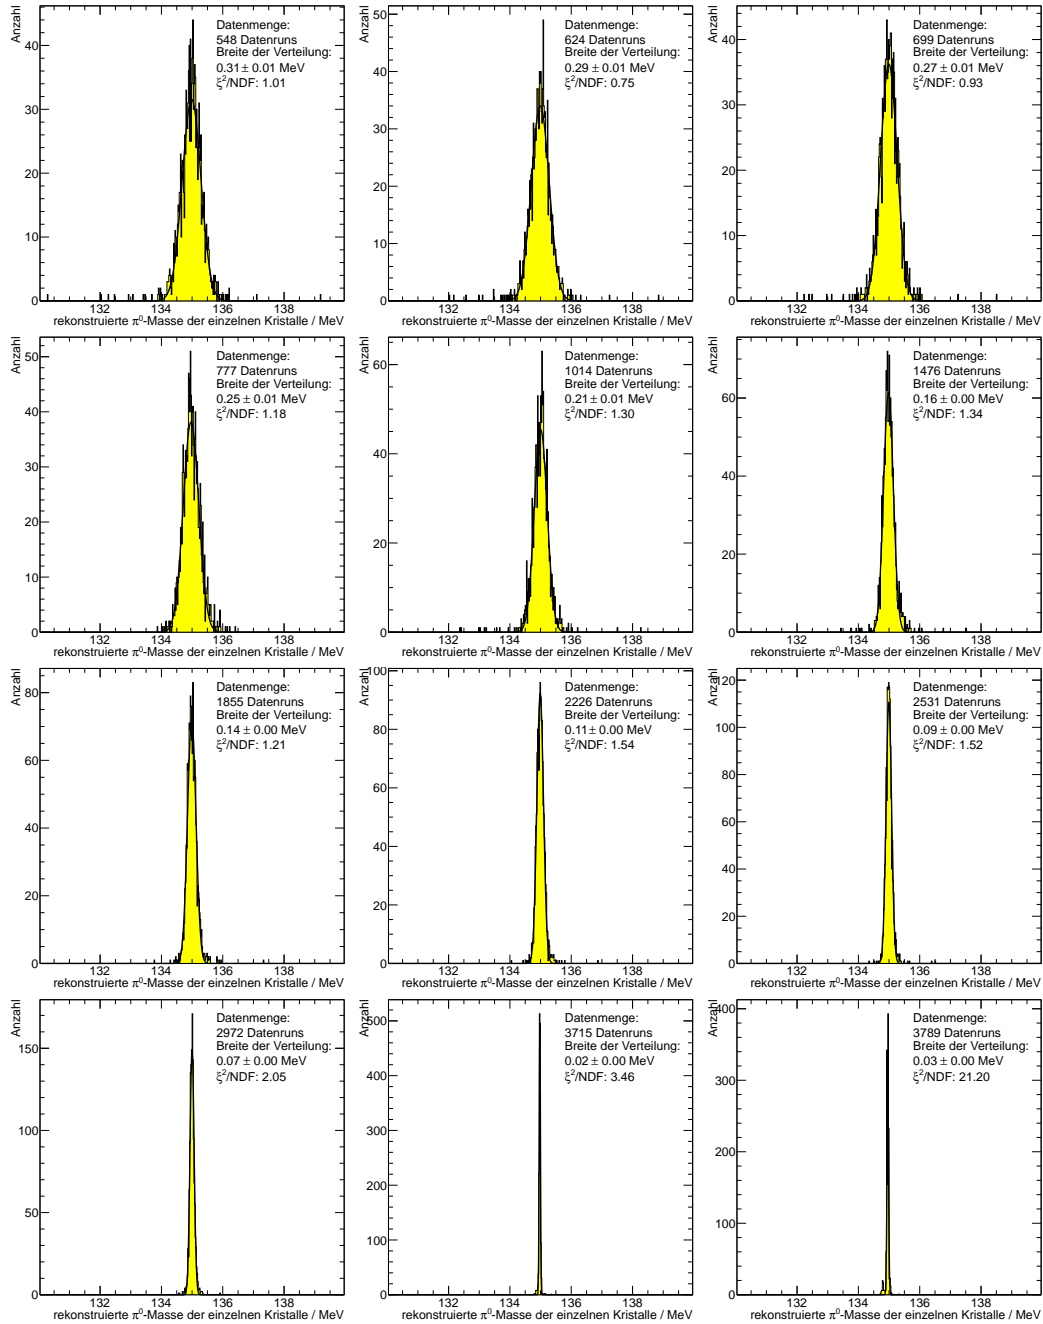 Anzahl
Datenmenge:
548 Datenruns
Breite der Verteilung:
0.31 ± 0.01 MeV
ξ²/NDF: 1.01
40
30
20
10
0
132 134 136 138
rekonstruierte π⁰-Masse der einzelnen Kristalle / MeV
Anzahl
Datenmenge:
624 Datenruns
Breite der Verteilung:
0.29 ± 0.01 MeV
ξ²/NDF: 0.75
50
40
30
20
10
0
132 134 136 138
rekonstruierte π⁰-Masse der einzelnen Kristalle / MeV
Anzahl
Datenmenge:
699 Datenruns
Breite der Verteilung:
0.27 ± 0.01 MeV
ξ²/NDF: 0.93
40
30
20
10
0
132 134 136 138
rekonstruierte π⁰-Masse der einzelnen Kristalle / MeV
Anzahl
Datenmenge:
777 Datenruns
Breite der Verteilung:
0.25 ± 0.01 MeV
ξ²/NDF: 1.18
50
40
30
20
10
0
132 134 136 138
rekonstruierte π⁰-Masse der einzelnen Kristalle / MeV
Anzahl
Datenmenge:
1014 Datenruns
Breite der Verteilung:
0.21 ± 0.01 MeV
ξ²/NDF: 1.30
60
40
20
0
132 134 136 138
rekonstruierte π⁰-Masse der einzelnen Kristalle / MeV
Anzahl
Datenmenge:
1476 Datenruns
Breite der Verteilung:
0.16 ± 0.00 MeV
ξ²/NDF: 1.34
60
40
20
0
132 134 136 138
rekonstruierte π⁰-Masse der einzelnen Kristalle / MeV
Anzahl
Datenmenge:
1855 Datenruns
Breite der Verteilung:
0.14 ± 0.00 MeV
ξ²/NDF: 1.21
80
60
40
20
0
132 134 136 138
rekonstruierte π⁰-Masse der einzelnen Kristalle / MeV
Anzahl
Datenmenge:
2226 Datenruns
Breite der Verteilung:
0.11 ± 0.00 MeV
ξ²/NDF: 1.54
100
80
60
40
20
0
132 134 136 138
rekonstruierte π⁰-Masse der einzelnen Kristalle / MeV
Anzahl
Datenmenge:
2531 Datenruns
Breite der Verteilung:
0.09 ± 0.00 MeV
ξ²/NDF: 1.52
120
100
80
60
40
20
0
132 134 136 138
rekonstruierte π⁰-Masse der einzelnen Kristalle / MeV
Anzahl
Datenmenge:
2972 Datenruns
Breite der Verteilung:
0.07 ± 0.00 MeV
ξ²/NDF: 2.05
150
100
50
0
132 134 136 138
rekonstruierte π⁰-Masse der einzelnen Kristalle / MeV
Anzahl
Datenmenge:
3715 Datenruns
Breite der Verteilung:
0.02 ± 0.00 MeV
ξ²/NDF: 3.46
500
400
300
200
100
0
132 134 136 138
rekonstruierte π⁰-Masse der einzelnen Kristalle / MeV
Anzahl
Datenmenge:
3789 Datenruns
Breite der Verteilung:
0.03 ± 0.00 MeV
ξ²/NDF: 21.20
400
300
200
100
0
132 134 136 138
rekonstruierte π⁰-Masse der einzelnen Kristalle / MeV